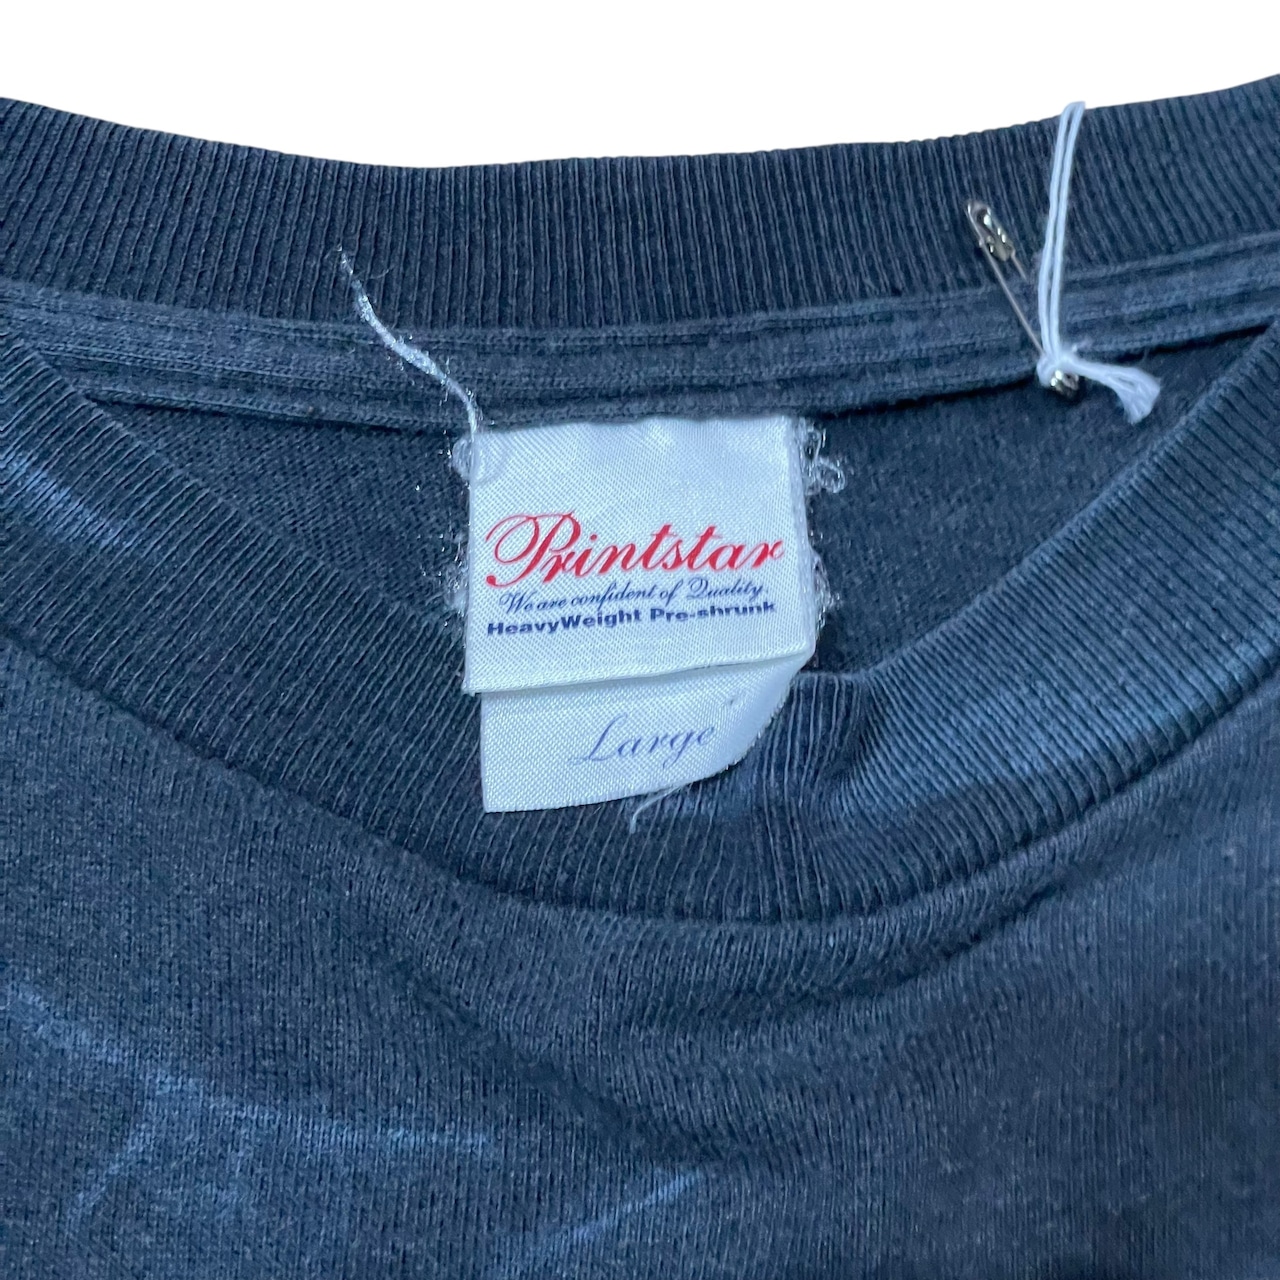 Printstar
We are confident of Quality
HeavyWeight Pre-shrunk
Large